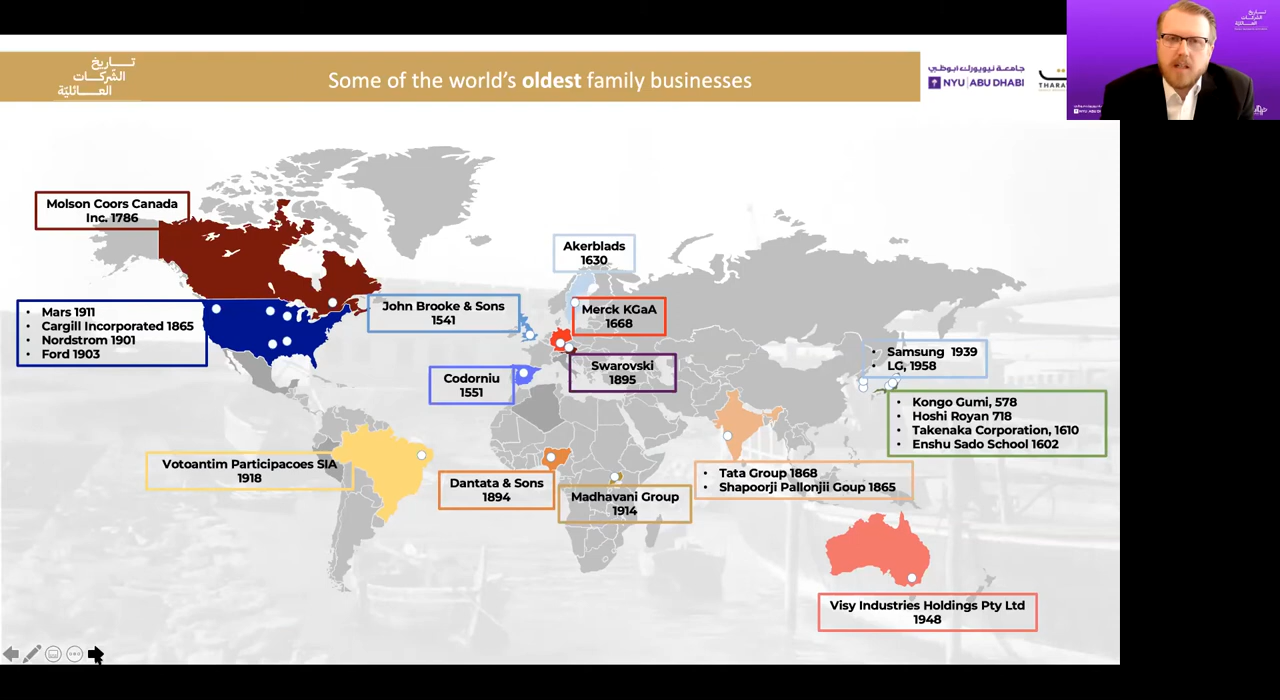 تاريخ
الشركات
العائلية
Some of the world's oldest family businesses
جامعة نيويورك أبوظبي
NYU | ABU DHABI
THARA
Molson Coors Canada
Inc. 1786
Akerblads
1630
• Mars 1911
• Cargill Incorporated 1865
• Nordstrom 1901
• Ford 1903
John Brooke & Sons
1541
Merck KGaA
1668
Swarovski
1895
Codorniu
1551
• Samsung 1939
• LG, 1958
• Kongo Gumi, 578
• Hoshi Royan 718
• Takenaka Corporation, 1610
• Enshu Sado School 1602
Votoantim Participacoes SIA
1918
Dantata & Sons
1894
Madhavani Group
1914
• Tata Group 1868
• Shapoorji Pallonjii Goup 1865
Visy Industries Holdings Pty Ltd
1948